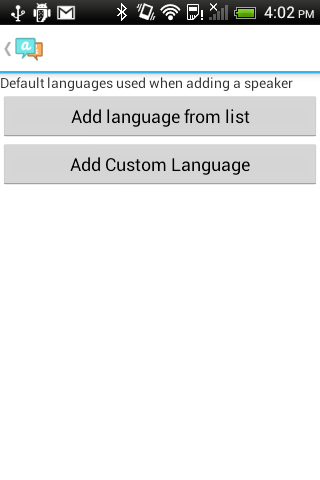 4:02 PM
a
Default languages used when adding a speaker
Add language from list
Add Custom Language